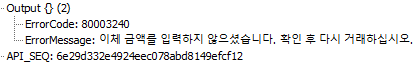 Output {} (2)
ErrorCode: 80003240
ErrorMessage: 이체 금액를 입력하지 않으셨습니다. 확인 후 다시 거래하십시오.
API_SEQ: 6e29d332e4924eec078abd8149efcf12